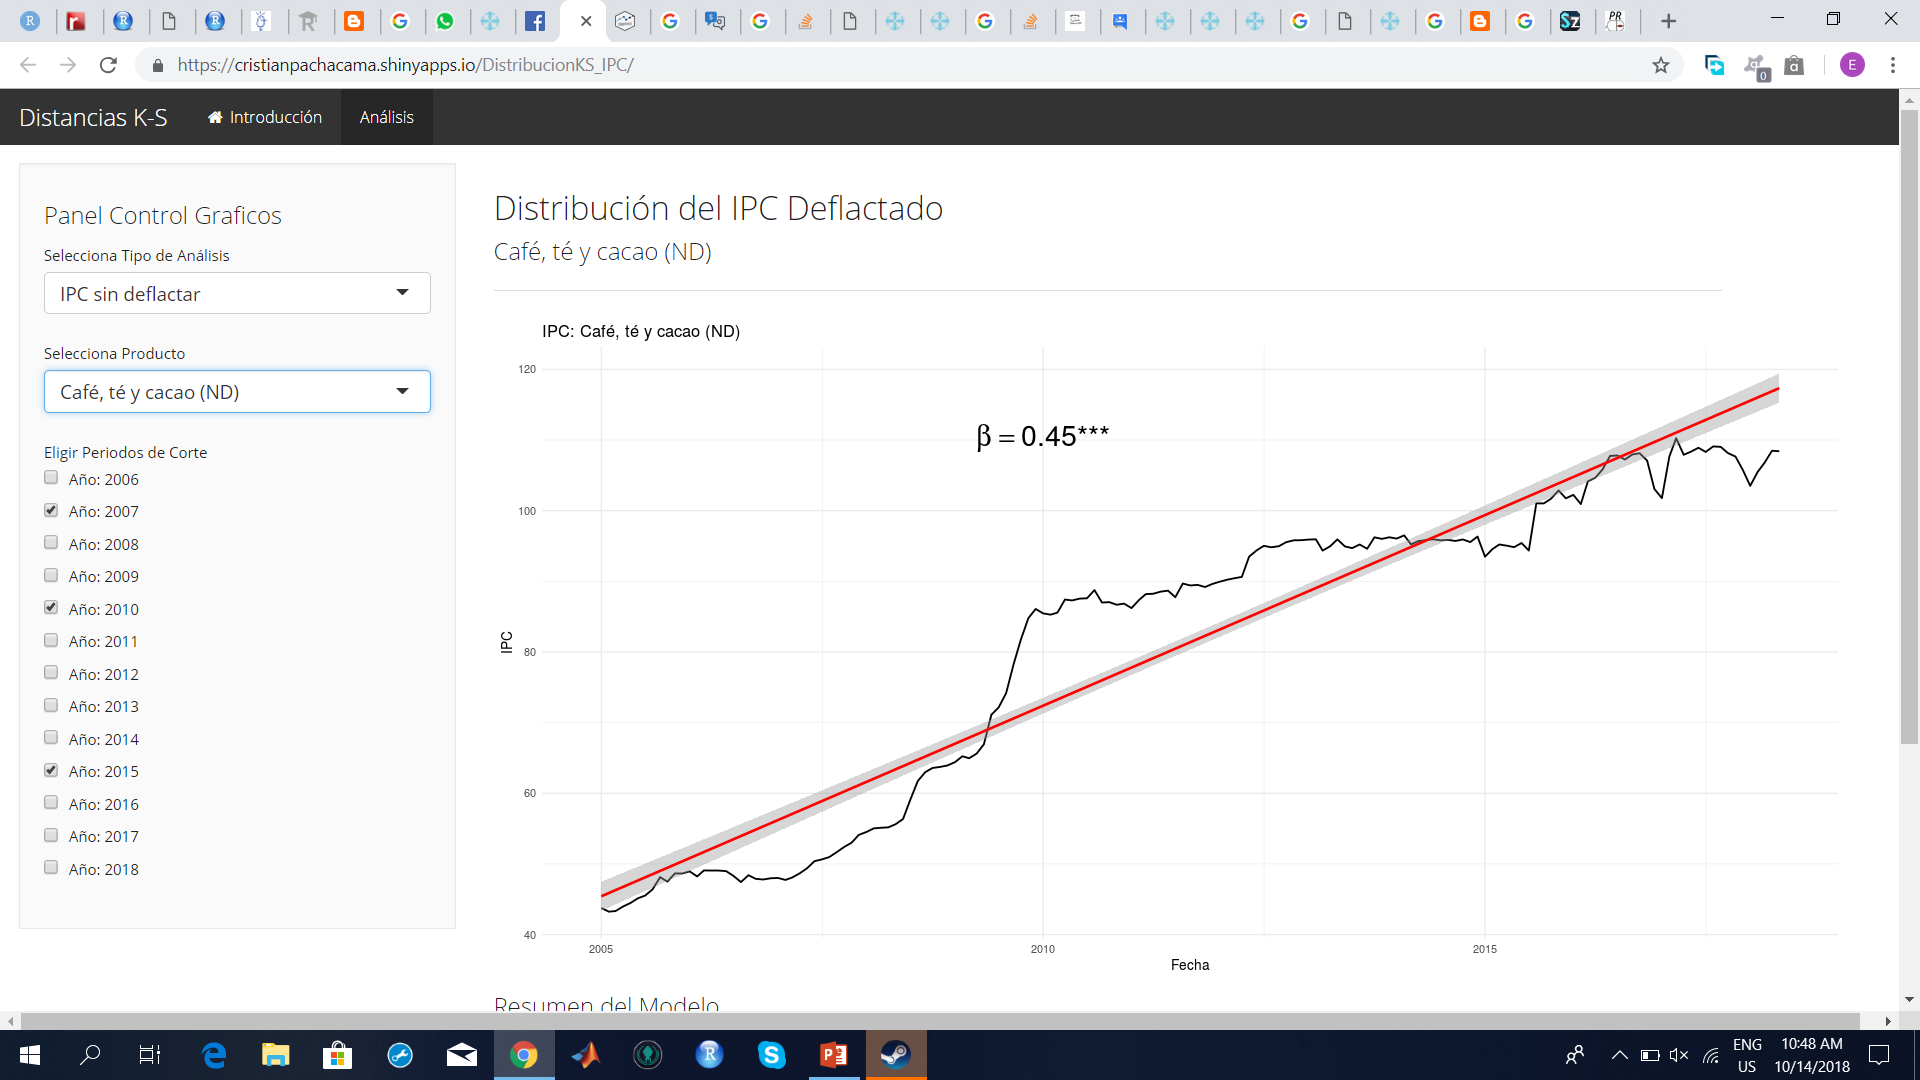 https://cristianpachacama.shinyapps.io/DistribucionKS_IPC/
0
E
Distancias K-S
Introducción
Análisis
Panel Control Graficos
Selecciona Tipo de Análisis
IPC sin deflactar
Selecciona Producto
Café, té y cacao (ND)
Eligir Periodos de Corte
Año: 2006
Año: 2007
Año: 2008
Año: 2009
Año: 2010
Año: 2011
Año: 2012
Año: 2013
Año: 2014
Año: 2015
Año: 2016
Año: 2017
Año: 2018
Distribución del IPC Deflactado
Café, té y cacao (ND)
IPC: Café, té y cacao (ND)
120
100
80
60
40
IPC
β = 0.45***
2005
2010
2015
Fecha
Resumen del Modelo
ENG
US
10:48 AM
10/14/2018